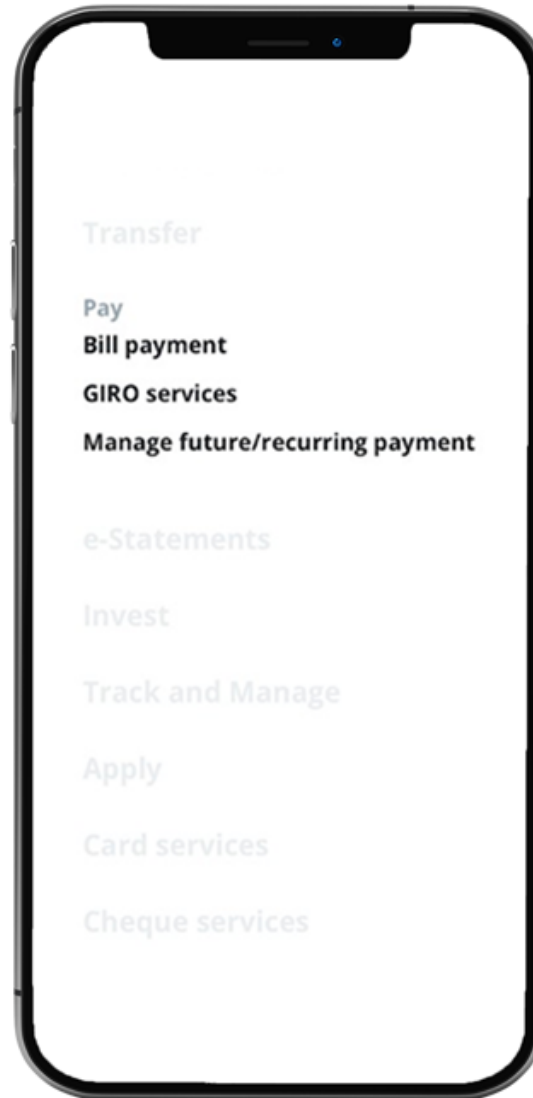 Transfer
Pay
Bill payment
GIRO services
Manage future/recurring payment
e-Statements
Invest
Track and Manage
Apply
Card services
Cheque services